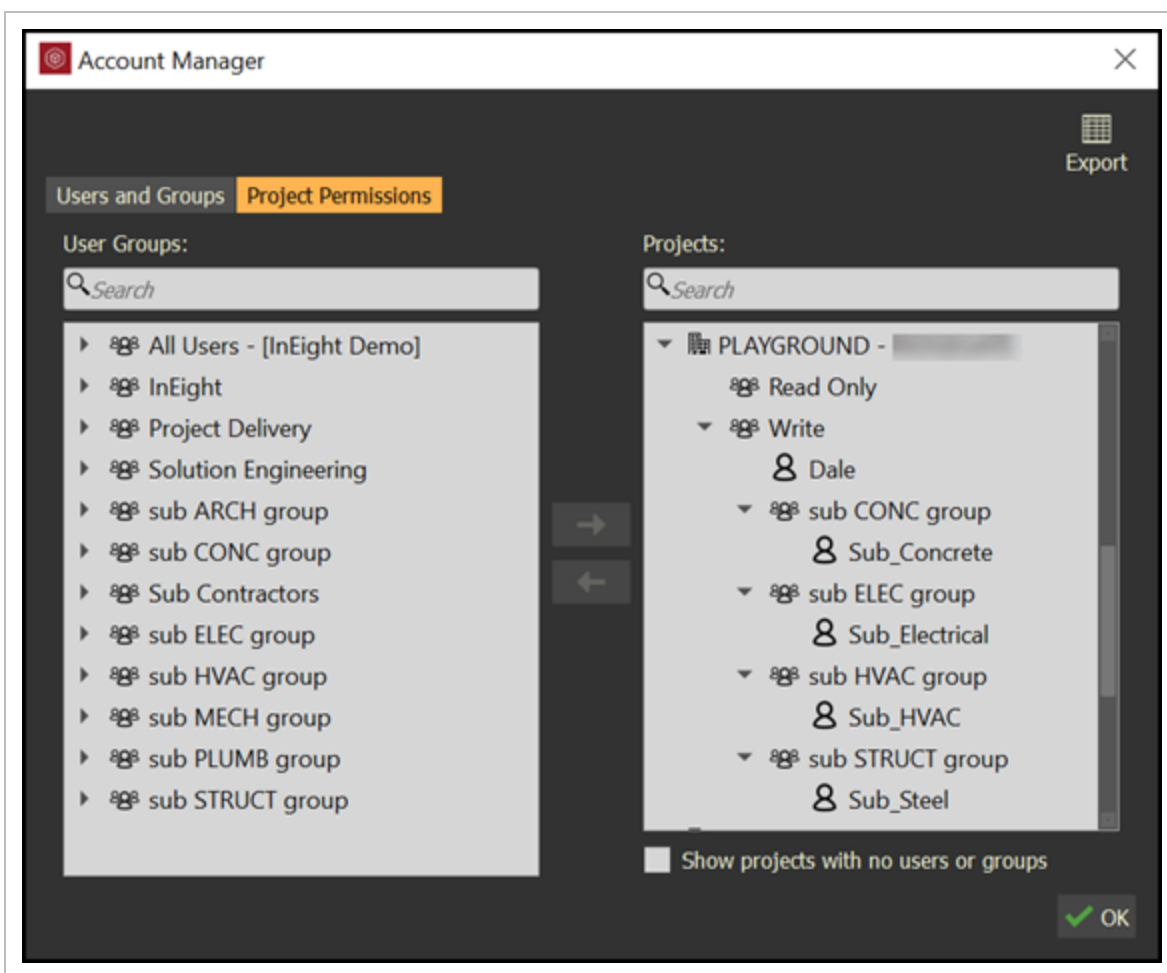 Account Manager
Export
Users and Groups Project Permissions
User Groups:
Search
All Users - [InEight Demo]
InEight
Project Delivery
Solution Engineering
sub ARCH group
sub CONC group
Sub Contractors
sub ELEC group
sub HVAC group
sub MECH group
sub PLUMB group
sub STRUCT group
Projects:
Search
PLAYGROUND -
Read Only
Write
Dale
sub CONC group
Sub_Concrete
sub ELEC group
Sub_Electrical
sub HVAC group
Sub_HVAC
sub STRUCT group
Sub_Steel
Show projects with no users or groups
OK